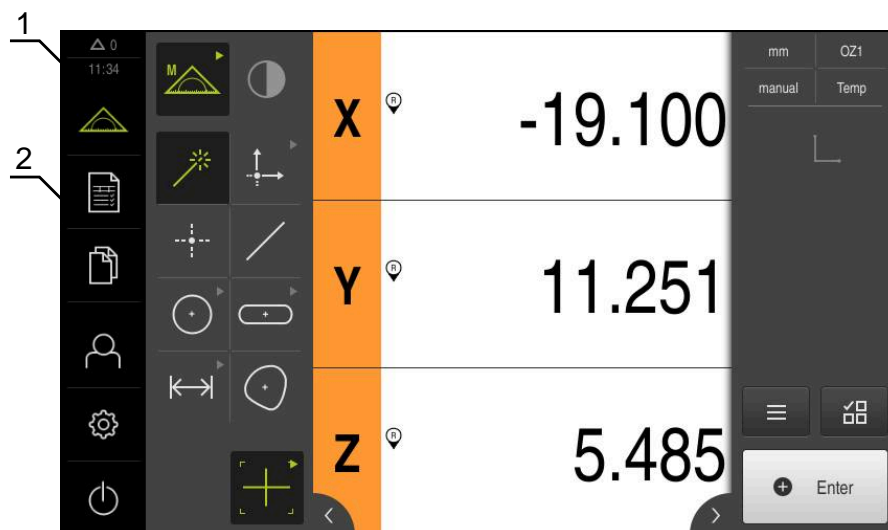 1
0
11:34
2
M
X R -19.100
Y R 11.251
Z R 5.485
mm OZ1
manual Temp
Enter